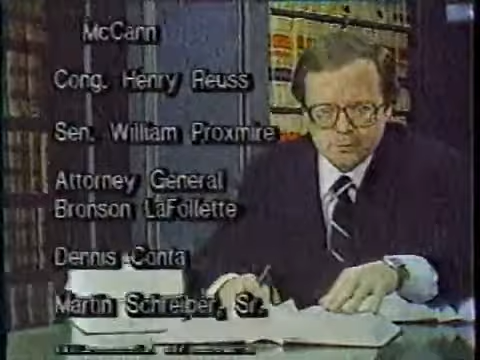 McCann
Cong. Henry Reuss
Sen. William Proxmire
Attorney General
Bronson LaFollette
Dennis Conta
Martin Schreiber, Sr.